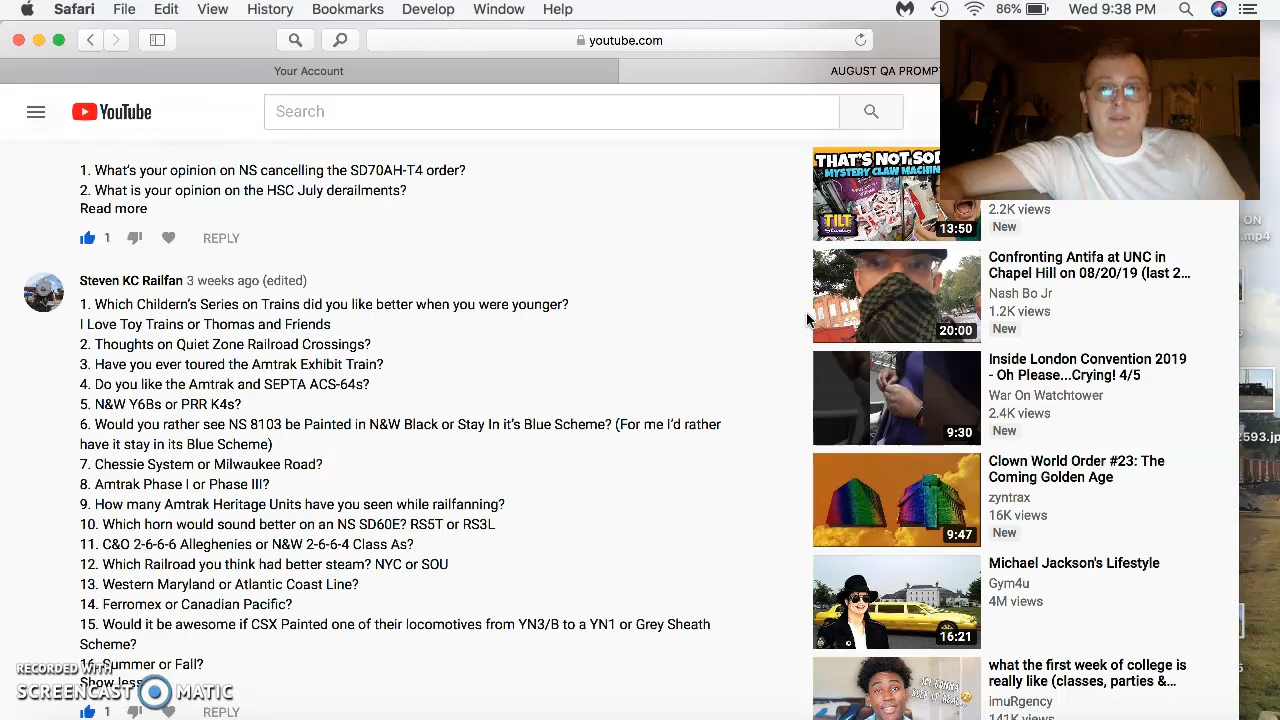 Safari File Edit View History Bookmarks Develop Window Help 86% Wed 9:38 PM
youtube.com
Your Account
AUGUST QA PROMP
YouTube
Search
1. What's your op
S cancelling the SD70AH-T4 order?
2. What is your opinion on the HSC July derailments?
Read more
1 REPLY
Steven KC Railfan 3 weeks ago (edited)
1. Which Childern's Series on Trains did you like better when you were younger?
I Love Toy Trains or Thomas and Friends
2. Thoughts on Quiet Zone Railroad Crossings?
3. Have you ever toured the Amtrak Exhibit Train?
4. Do you like the Amtrak and SEPTA ACS-64s?
5. N&W Y6Bs or PRR K4s?
6. Would you rather see NS 8103 be Painted in N&W Black or Stay In it's Blue Scheme? (For me I'd rather
have it stay in its Blue Scheme)
7. Chessie System or Milwaukee Road?
8. Amtrak Phase I or Phase III?
9. How many Amtrak Heritage Units have you seen while railfanning?
10. Which horn would sound better on an NS SD60E? RS5T or RS3L
11. C&O 2-6-6-6 Alleghenies or N&W 2-6-6-4 Class As?
12. Which Railroad you think had better steam? NYC or SOU
13. Western Maryland or Atlantic Coast Line?
14. Ferromex or Canadian Pacific?
15. Would it be awesome if CSX Painted one of their locomotives from YN3/B to a YN1 or Grey Sheath
Scheme?
Summer or Fall?
Show less
1 REPLY
RECORDED WITH
SCREENCAST MATIC
THAT'S NOT SOD
MYSTERY CLAW MACHIN
TILT
Studio
13:50
2.2K views
New
20:00
Confronting Antifa at UNC in
Chapel Hill on 08/20/19 (last 2...
Nash Bo Jr
1.2K views
New
9:30
Inside London Convention 2019
- Oh Please...Crying! 4/5
War On Watchtower
2.4K views
New
9:47
Clown World Order #23: The
Coming Golden Age
zyntrax
16K views
New
16:21
Michael Jackson's Lifestyle
Gym4u
4M views
what the first week of college is
really like (classes, parties &...
imuRgency
141K views
ON
.mp4
2593.jp